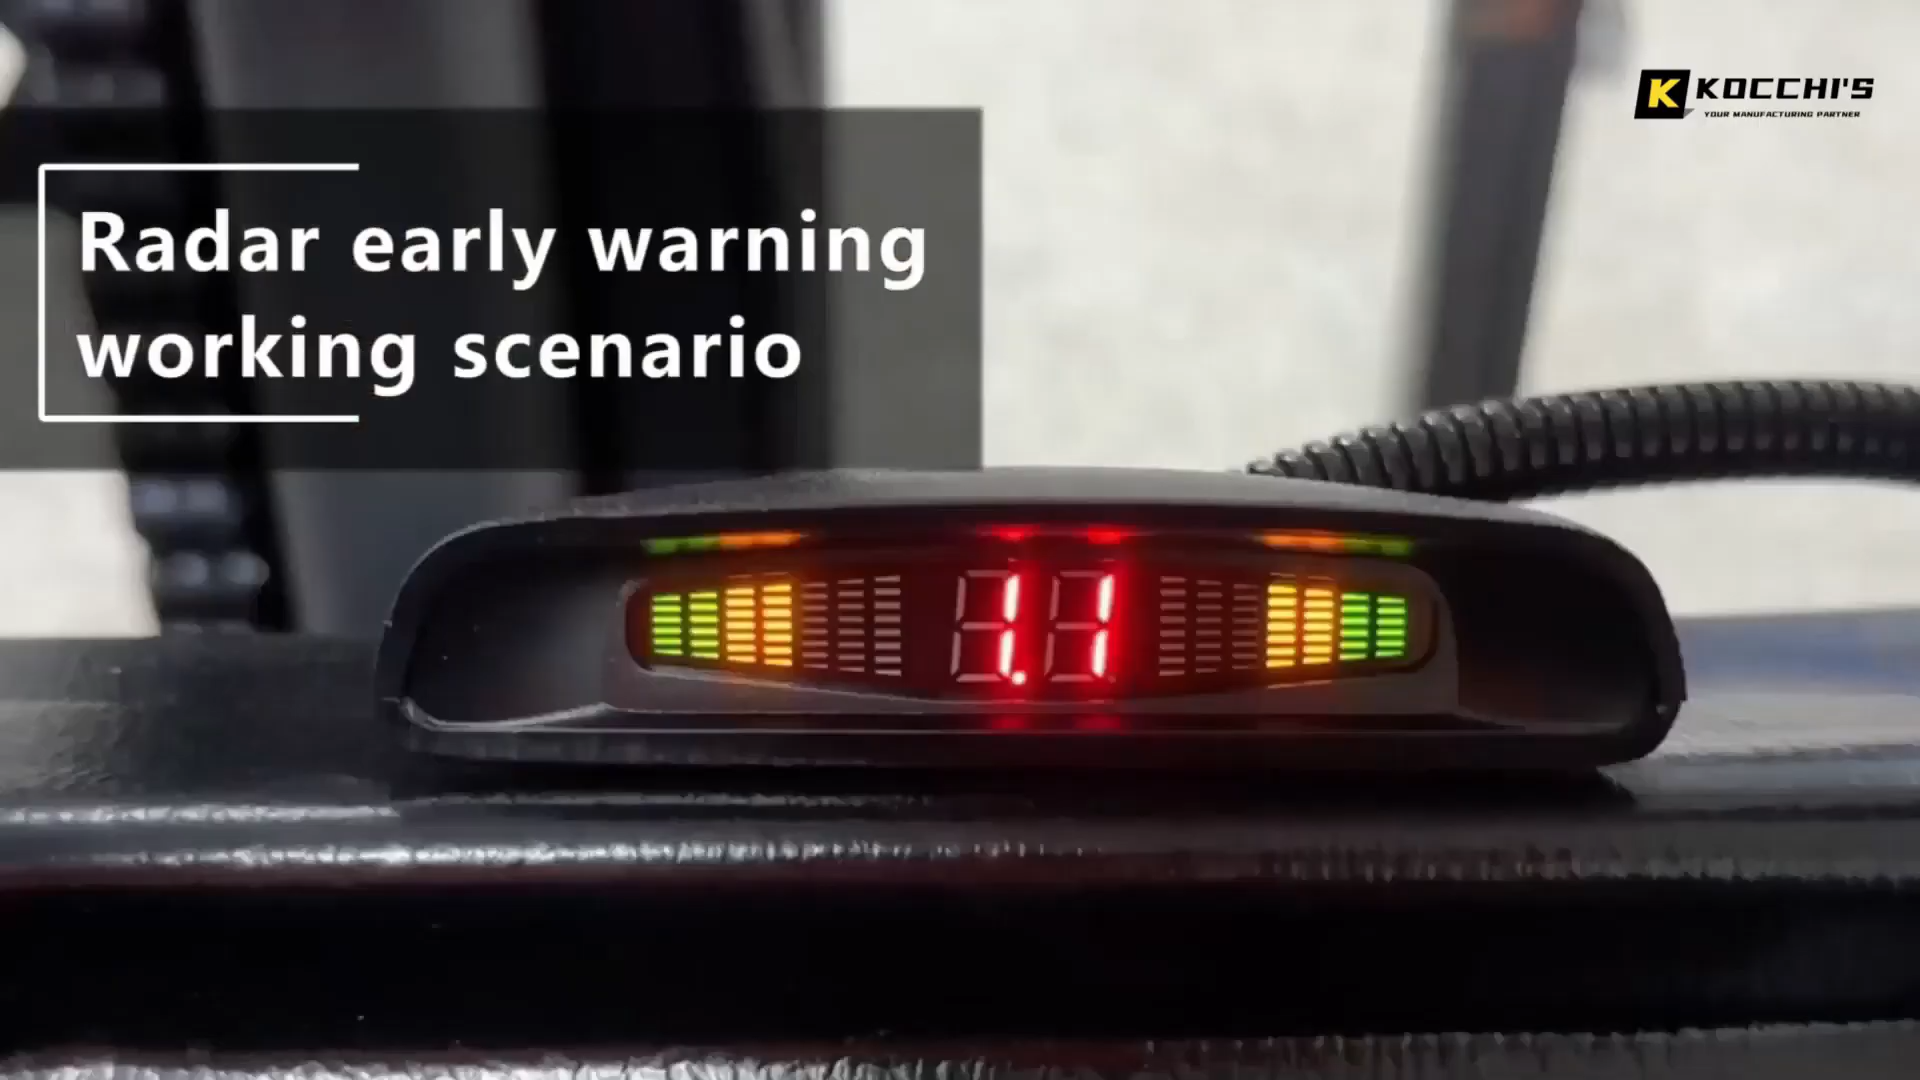 KOCCHI'S
YOUR MANUFACTURING PARTNER
Radar early warning
working scenario
1.1